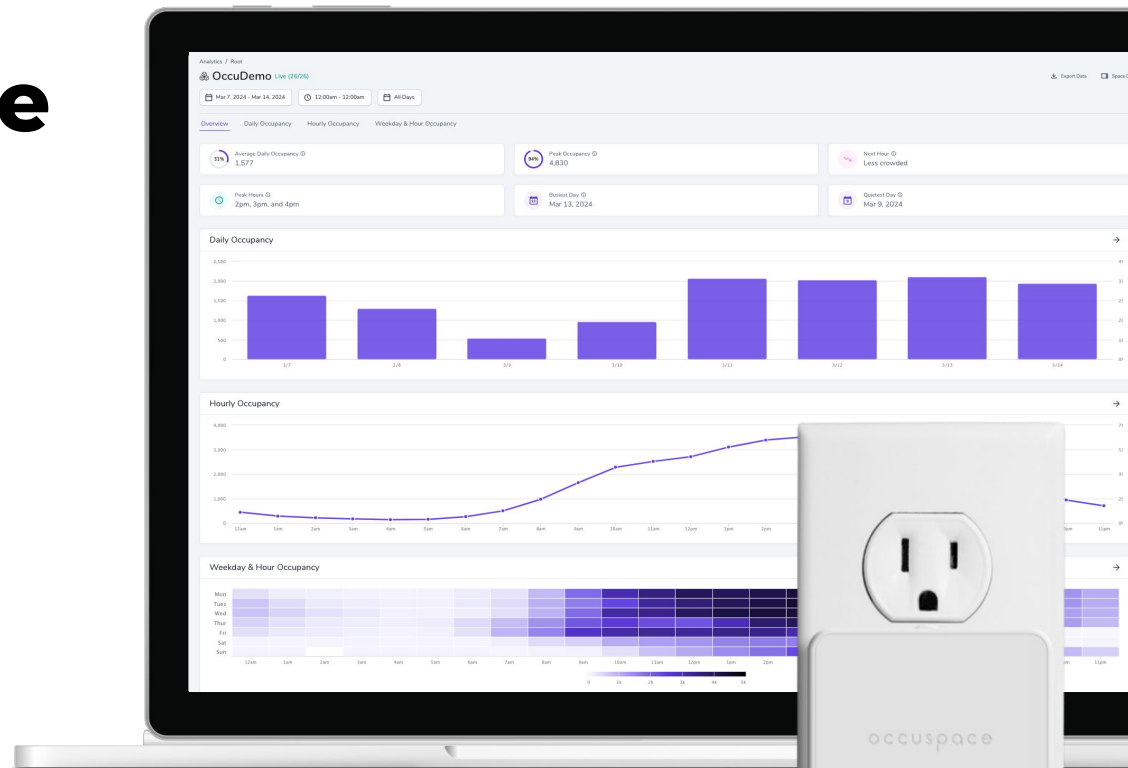 e
Analytics / Root
OccuDemo Live (26/26)
Export Data Space
Mar 7, 2024 - Mar 14, 2024 12:00am - 12:00am All Days
Overview Daily Occupancy Hourly Occupancy Weekday & Hour Occupancy
31% Average Daily Occupancy
1,577
94% Peak Occupancy
4,830
Next Hour
Less crowded
Peak Hours
2pm, 3pm, and 4pm
Busiest Day
Mar 13, 2024
Quietest Day
Mar 9, 2024
Daily Occupancy
2,500
2,000
1,500
1,000
500
0
3/7 3/8 3/9 3/10 3/11 3/12 3/13 3/14
Hourly Occupancy
4,000
3,000
2,000
1,000
0
12am 1am 2am 3am 4am 5am 6am 7am 8am 9am 10am 11am 12pm 1pm 2pm 11pm
Weekday & Hour Occupancy
Mon
Tues
Wed
Thur
Fri
Sat
Sun
12am 1am 2am 3am 4am 5am 6am 7am 8am 9am 10am 11am 12pm 1pm 2pm 11pm
0 1k 2k 3k 4k 5k
occuspace